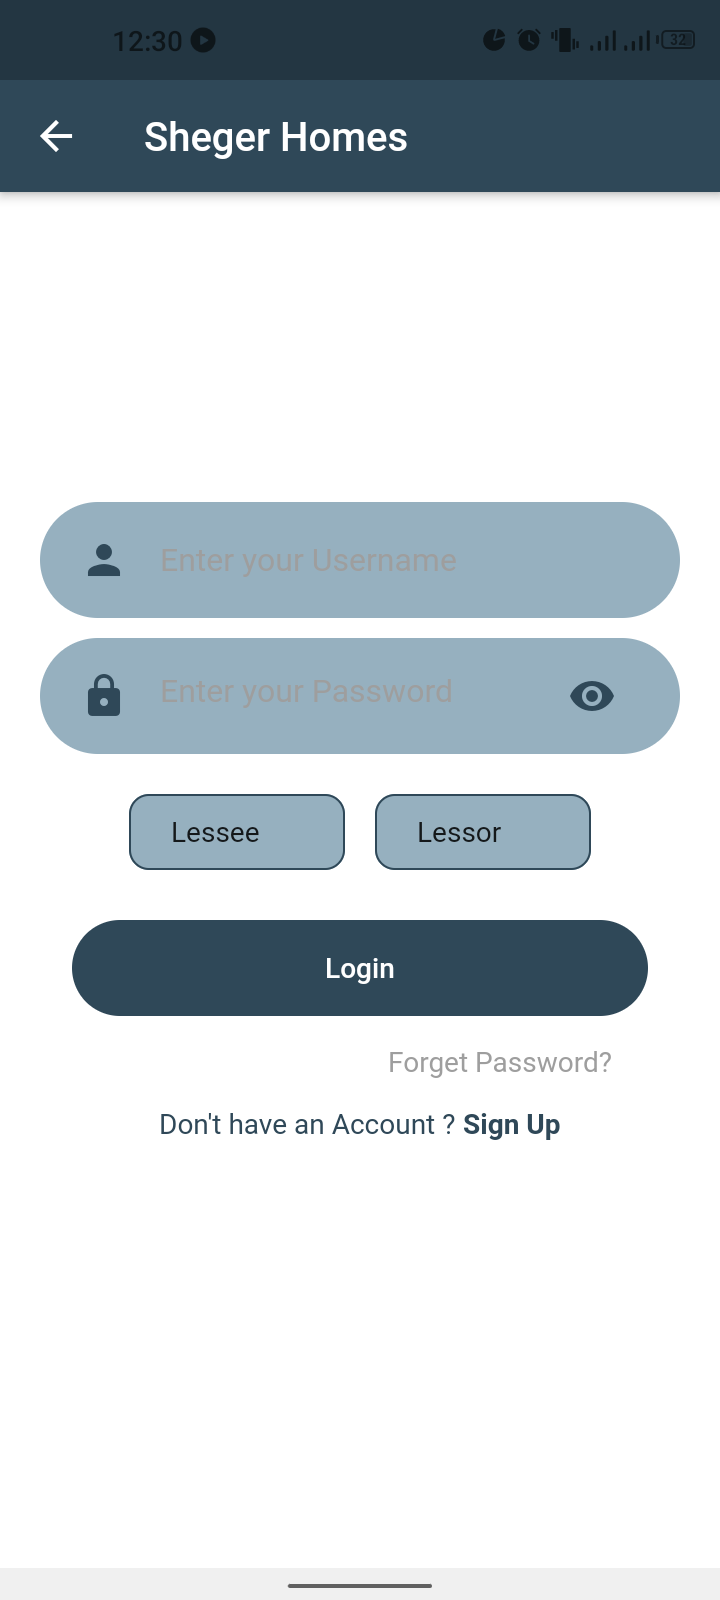 12:30
32
Sheger Homes
Enter your Username
Enter your Password
Lessee
Lessor
Login
Forget Password?
Don't have an Account ? Sign Up